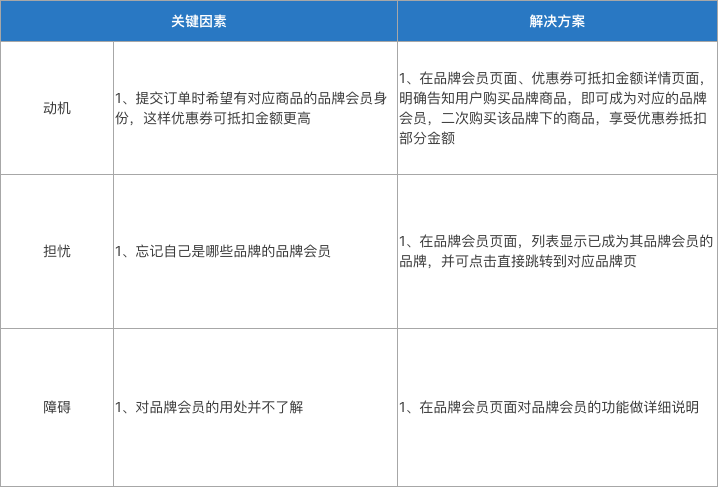 关键因素
解决方案
动机
1、提交订单时希望有对应商品的品牌会员身
份，这样优惠券可抵扣金额更高
1、在品牌会员页面、优惠券可抵扣金额详情页面，
明确告知用户购买品牌商品，即可成为对应的品牌
会员，二次购买该品牌下的商品，享受优惠券抵扣
部分金额
担忧
1、忘记自己是哪些品牌的品牌会员
1、在品牌会员页面，列表显示已成为其品牌会员的
品牌，并可点击直接跳转到对应品牌页
障碍
1、对品牌会员的用处并不了解
1、在品牌会员页面对品牌会员的功能做详细说明